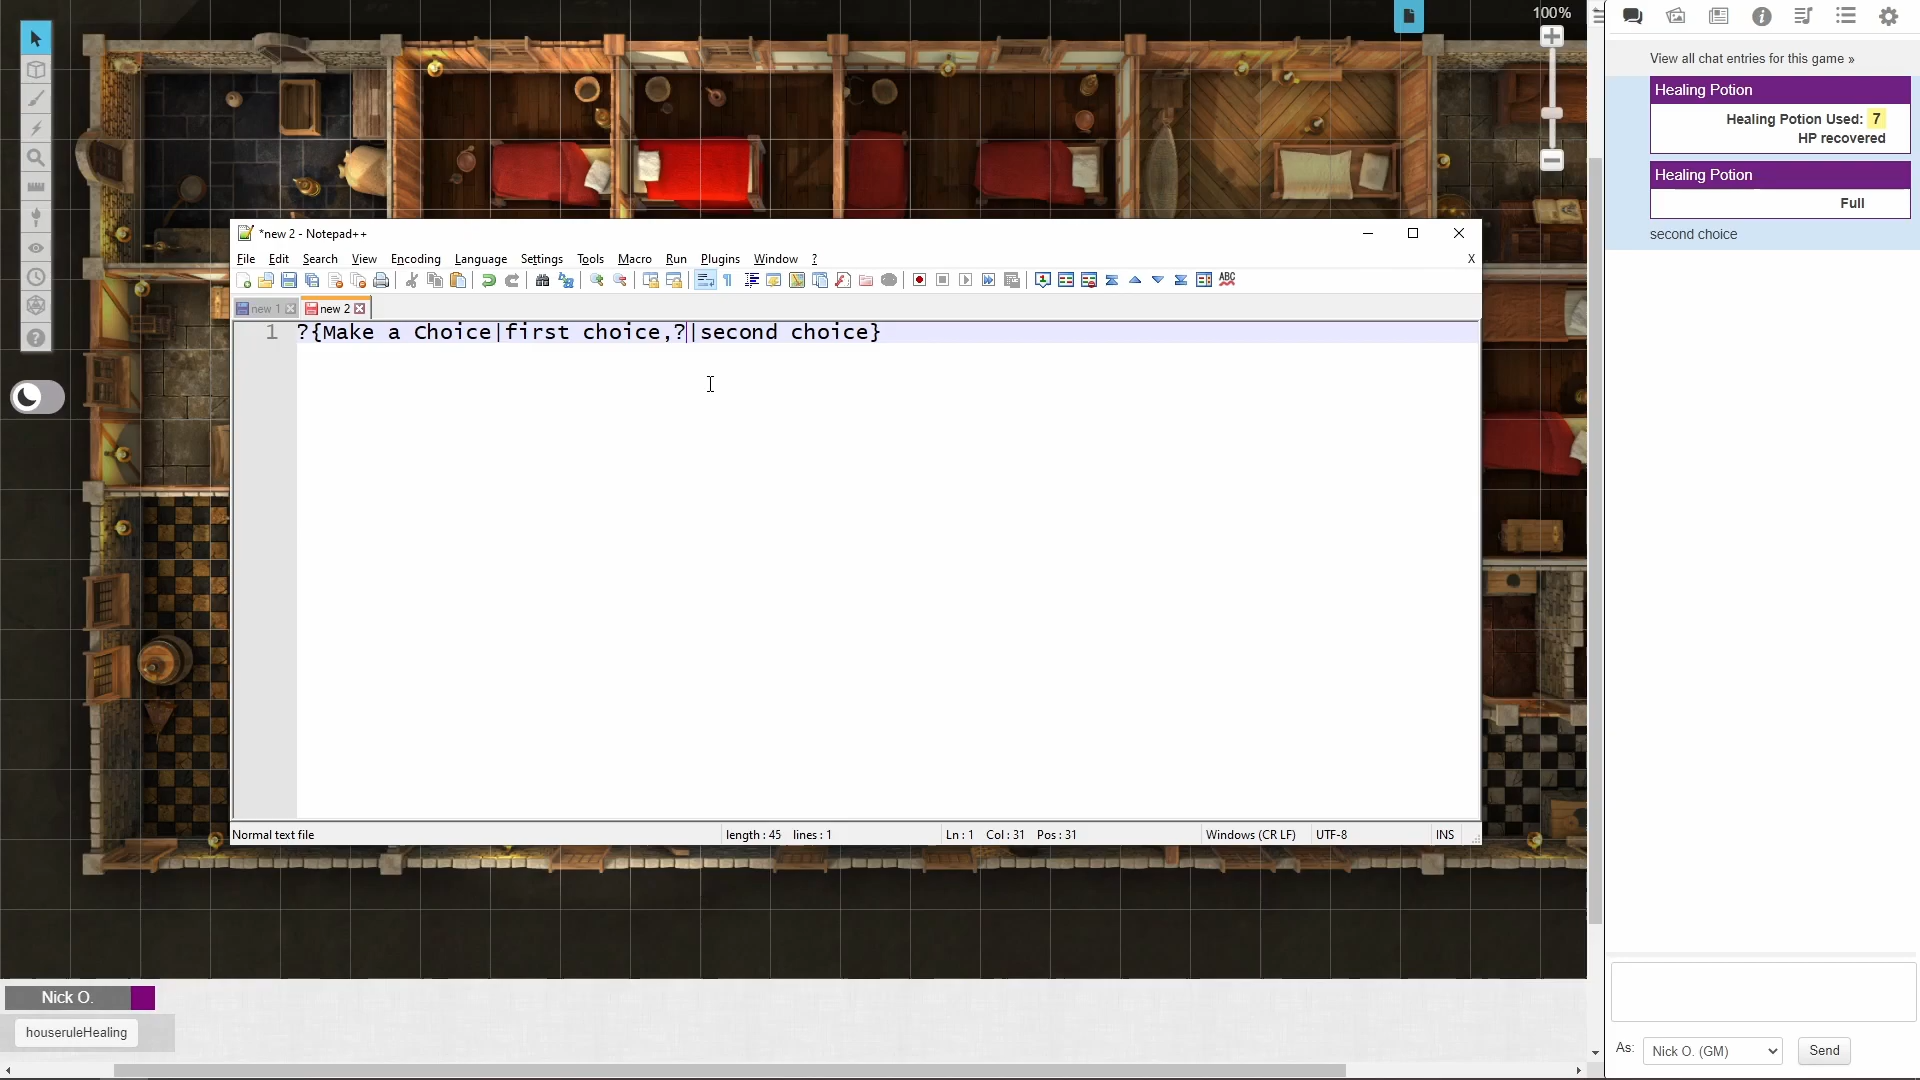 100%
View all chat entries for this game »
Healing Potion
Healing Potion Used: 7
HP recovered
Healing Potion
Full
second choice
*new 2 - Notepad++
File Edit Search View Encoding Language Settings Tools Macro Run Plugins Window ? X
new 1 new 2
1 ?{Make a Choice|first choice,?|second choice}
Normal text file length : 45 lines : 1 Ln : 1 Col : 31 Pos : 31 Windows (CR LF) UTF-8 INS
Nick O.
houseruleHealing
As: Nick O. (GM) Send